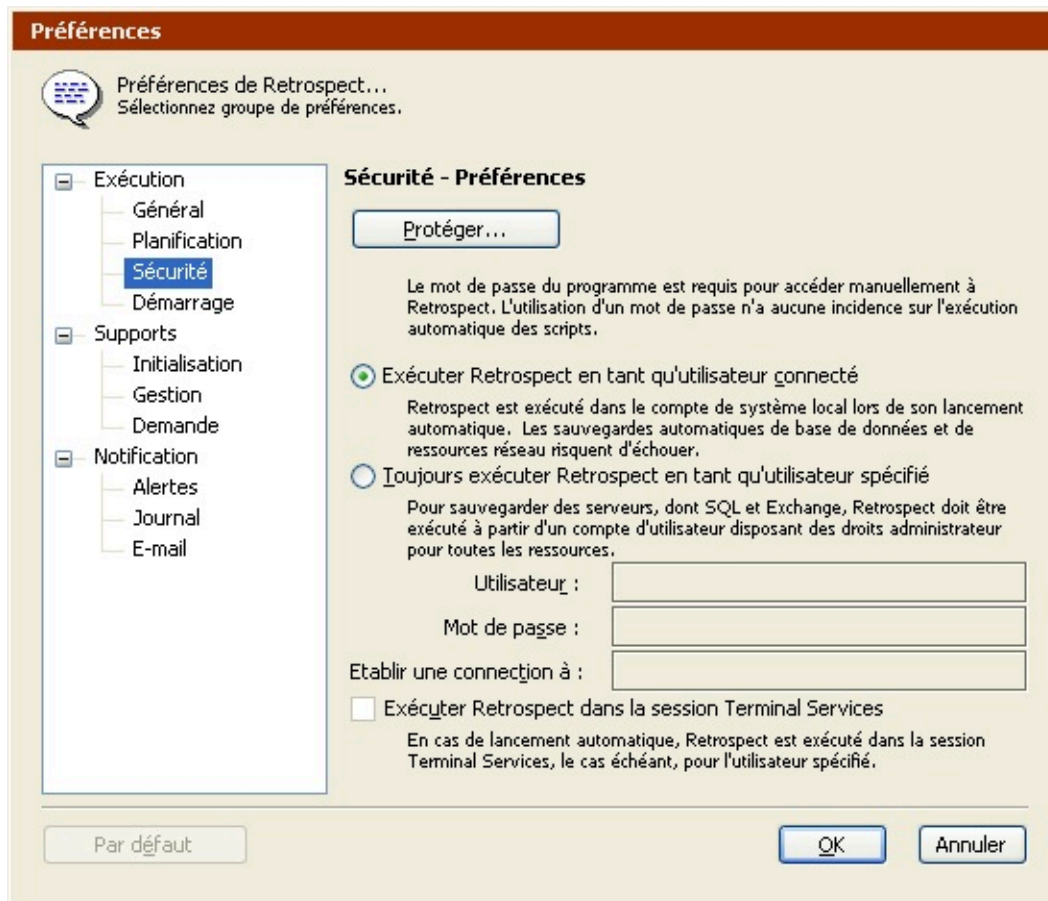 Préférences
Préférences de Retrospect...
Sélectionnez groupe de préférences.
Exécution
Général
Planification
Sécurité
Démarrage
Supports
Initialisation
Gestion
Demande
Notification
Alertes
Journal
E-mail
Sécurité - Préférences
Protéger...
Le mot de passe du programme est requis pour accéder manuellement à
Retrospect. L'utilisation d'un mot de passe n'a aucune incidence sur l'exécution
automatique des scripts.
Exécuter Retrospect en tant qu'utilisateur connecté
Retrospect est exécuté dans le compte de système local lors de son lancement
automatique. Les sauvegardes automatiques de base de données et de
ressources réseau risquent d'échouer.
Toujours exécuter Retrospect en tant qu'utilisateur spécifié
Pour sauvegarder des serveurs, dont SQL et Exchange, Retrospect doit être
exécuté à partir d'un compte d'utilisateur disposant des droits administrateur
pour toutes les ressources.
Utilisateur :
Mot de passe :
Etablir une connection à :
Exécuter Retrospect dans la session Terminal Services
En cas de lancement automatique, Retrospect est exécuté dans la session
Terminal Services, le cas échéant, pour l'utilisateur spécifié.
Par défaut
OK
Annuler